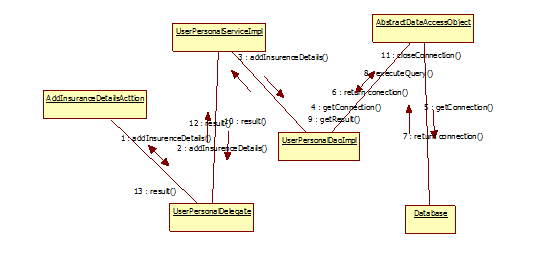 UserPersonalServiceImpl
AbstractDataAccessObject
3 : addInsurenceDetails()
11 : closeConnection()
8 : executeQuery()
6 : return conection()
AddInsuranceDetailsActtion
4 : getConnection()
5 : getConnection()
12 : result()
10 : result()
9 : getResult()
1 : addInsurenceDetails()
7 : return connection()
2 : addInsurenceDetails()
UserPersonalDaoImpl
13 : result()
UserPersonalDelegate
Database